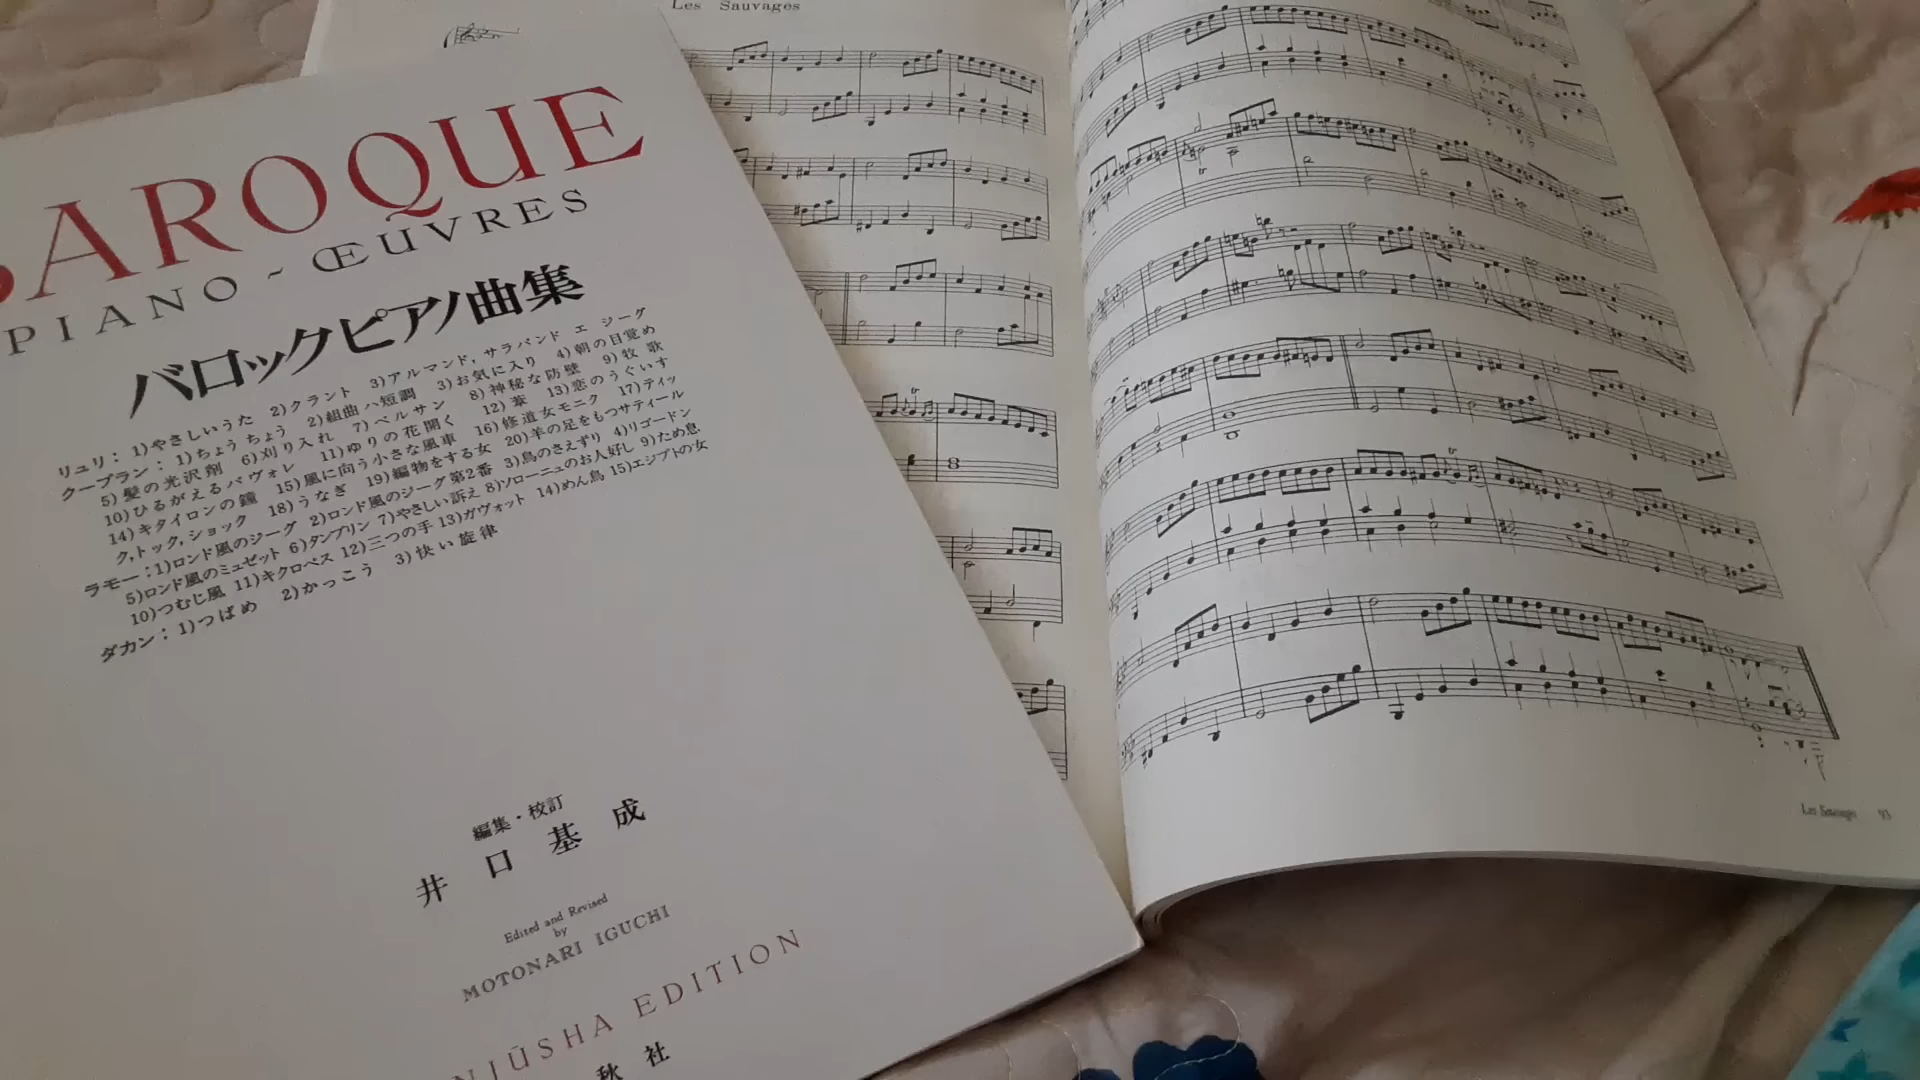 BAROQUE
PIANO ~ ŒUVRES
バロックピアノ曲集
リュリ: 1)やさしいうた 2)クラント 3)アルマンド, サラバンド エ ジーグ
クープラン: 1)ちょうちょう 2)組曲ハ短調 3)お気に入り 4)朝の目覚め
5)髪の光沢剤 6)刈り入れ 7)ベルサン 8)神秘な防壁 9)牧歌
10)ひるがえるバヴォレ 11)ゆりの花開く 12)葦 13)恋のうぐいす
14)キタイロンの鐘 15)風に向う小さな風車 16)修道女モニク 17)ティッ
ク,トック,ショック 18)うなぎ 19)編物をする女 20)羊の足をもつサティール
ラモー: 1)ロンド風のジーグ 2)ロンド風のジーグ第2番 3)鳥のさえずり 4)リゴードン
5)ロンド風のミュゼット 6)タンブリン 7)やさしい訴え 8)ソローニュのお人好し 9)ため息
10)つむじ風 11)キクロペス 12)三つの手 13)ガヴォット 14)めん鳥 15)エジプトの女
ダカン: 1)つばめ 2)かっこう 3)快い旋律
編集・校訂
井口基成
Edited and Revised
by
MOTONARI IGUCHI
NJŪSHA EDITION
秋社
Les Sauvages
tr
tr
tr
Les Sauvages 93